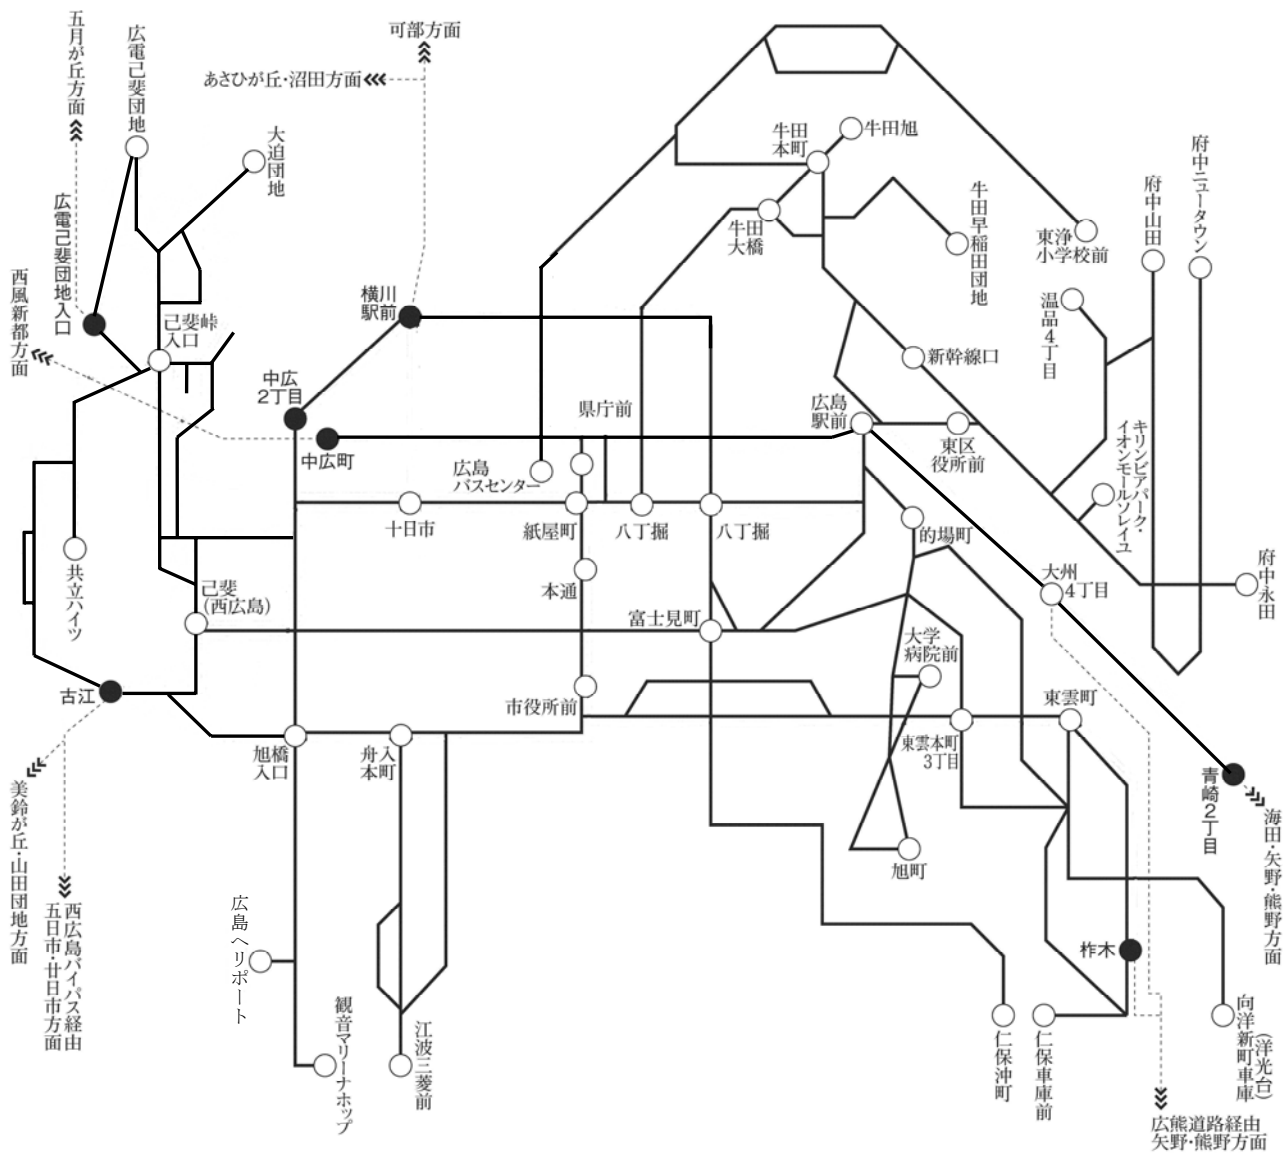 五月が丘方面
広電己斐団地
可部方面
あさひが丘・沼田方面
大迫団地
広電己斐団地入口
西風新都方面
己斐峠
入口
横川
駅前
中広
2丁目
中広町
県庁前
広島
バスセンター
牛田
本町
牛田旭
牛田
大橋
牛田早稲田団地
東浄
小学校前
府中山田
府中ニュータウン
温品4丁目
新幹線口
広島
駅前
東区
役所前
キリンビアパーク・
イオンモールソレイユ
十日市
紙屋町
八丁掘
八丁掘
的場町
共立ハイツ
己斐
(西広島)
本通
富士見町
大州
4丁目
府中永田
大学
病院前
古江
市役所前
東雲本町
3丁目
東雲町
旭橋
入口
舟入
本町
青崎2丁目
美鈴が丘・山田団地方面
西広島バイパス経由
五日市・廿日市方面
旭町
海田・矢野・熊野方面
広島へリポート
柞木
観音マリーナホップ
江波三菱前
仁保沖町
仁保車庫前
向洋新町車庫
(洋光台)
広熊道路経由
矢野・熊野方面